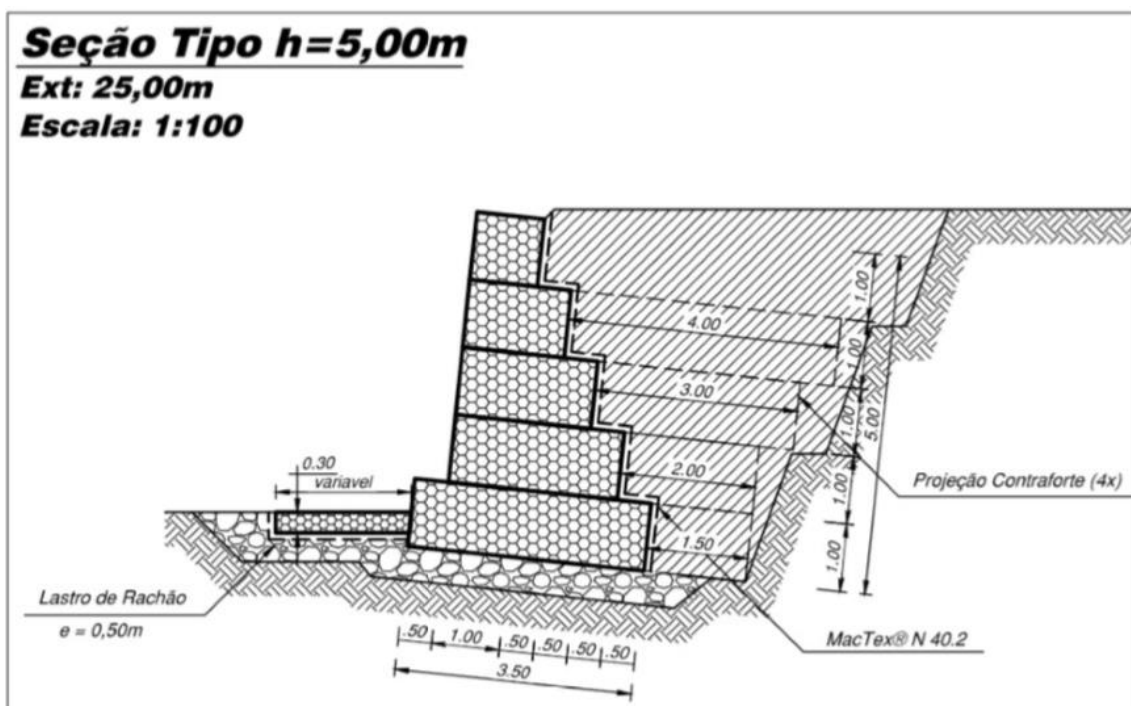 Seção Tipo h=5,00m
Ext: 25,00m
Escala: 1:100
1.00
4.00
1.00
3.00
1.00
5.00
2.00
Projeção Contraforte (4x)
0.30
variavel
1.00
1.50
1.00
Lastro de Rachão
e = 0,50m
MacTex® N 40.2
.50 1.00 .50 .50 .50 .50
3.50